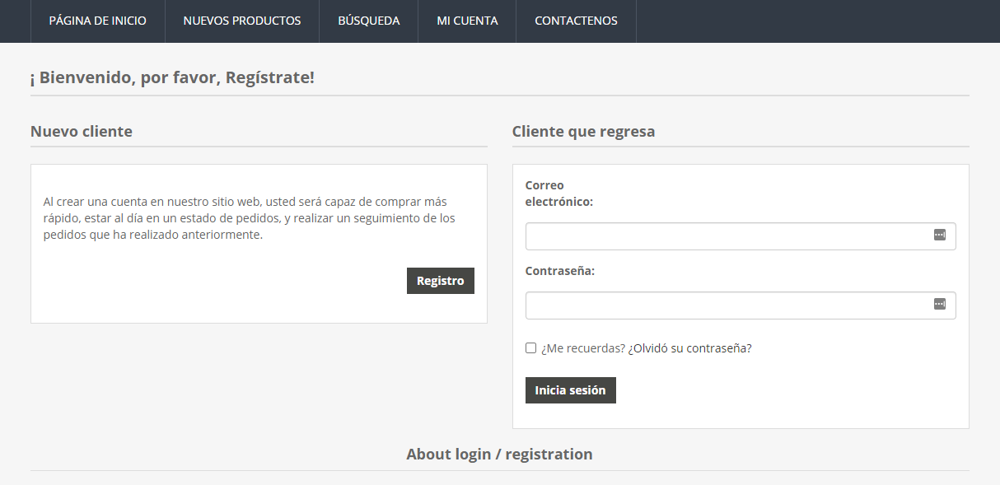 PÁGINA DE INICIO NUEVOS PRODUCTOS BÚSQUEDA MI CUENTA CONTACTENOS
¡ Bienvenido, por favor, Regístrate!
Nuevo cliente
Al crear una cuenta en nuestro sitio web, usted será capaz de comprar más
rápido, estar al día en un estado de pedidos, y realizar un seguimiento de los
pedidos que ha realizado anteriormente.
Registro
Cliente que regresa
Correo
electrónico:
Contraseña:
¿Me recuerdas? ¿Olvidó su contraseña?
Inicia sesión
About login / registration